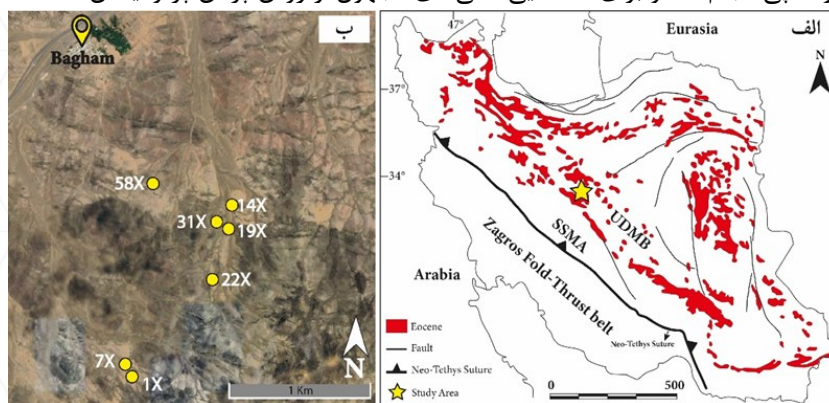 ب
Bagham
58X
14X
31X
19X
22X
7X
1X
N
1 Km
الف
47°
Eurasia
N
37°
34°
SSMA
UDMB
Zagros Fold-Thrust belt
Arabia
Neo-Tethys Suture
Eocene
Fault
Neo-Tethys Suture
Study Area
0
500